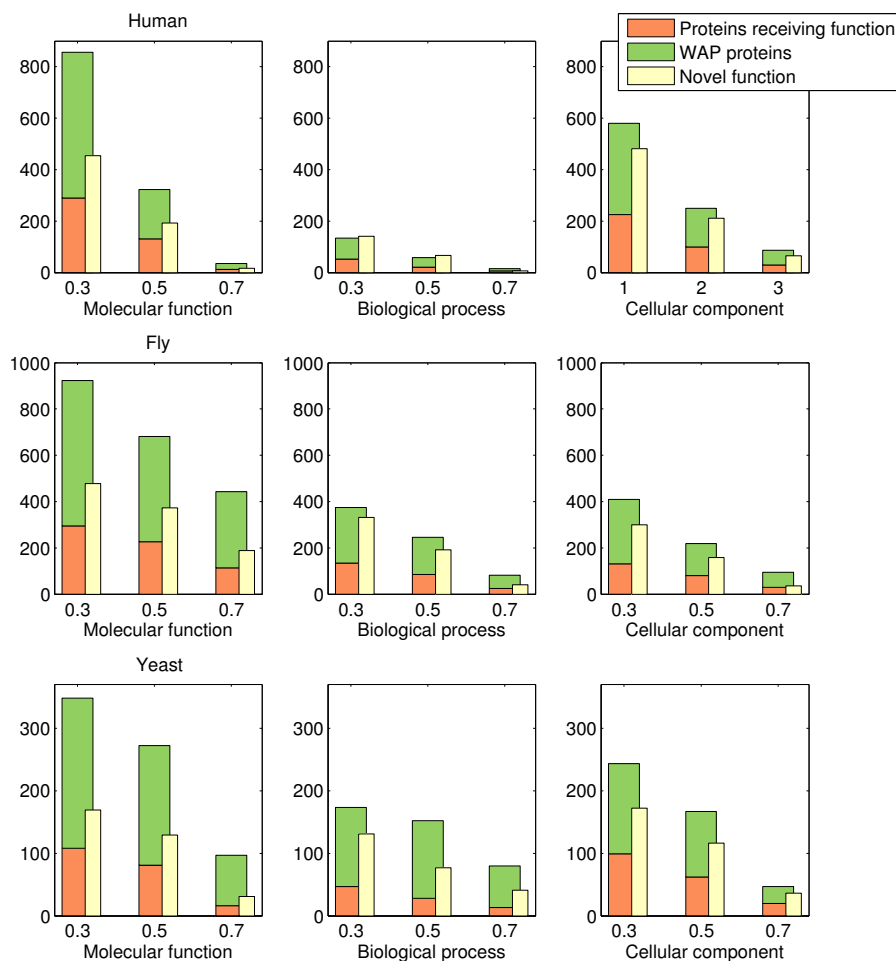 Human
Proteins receiving function
WAP proteins
Novel function
800
600
400
200
0
0.3 0.5 0.7
Molecular function
800
600
400
200
0
0.3 0.5 0.7
Biological process
800
600
400
200
0
1 2 3
Cellular component
Fly
1000
800
600
400
200
0
0.3 0.5 0.7
Molecular function
1000
800
600
400
200
0
0.3 0.5 0.7
Biological process
1000
800
600
400
200
0
0.3 0.5 0.7
Cellular component
Yeast
300
200
100
0
0.3 0.5 0.7
Molecular function
300
200
100
0
0.3 0.5 0.7
Biological process
300
200
100
0
0.3 0.5 0.7
Cellular component